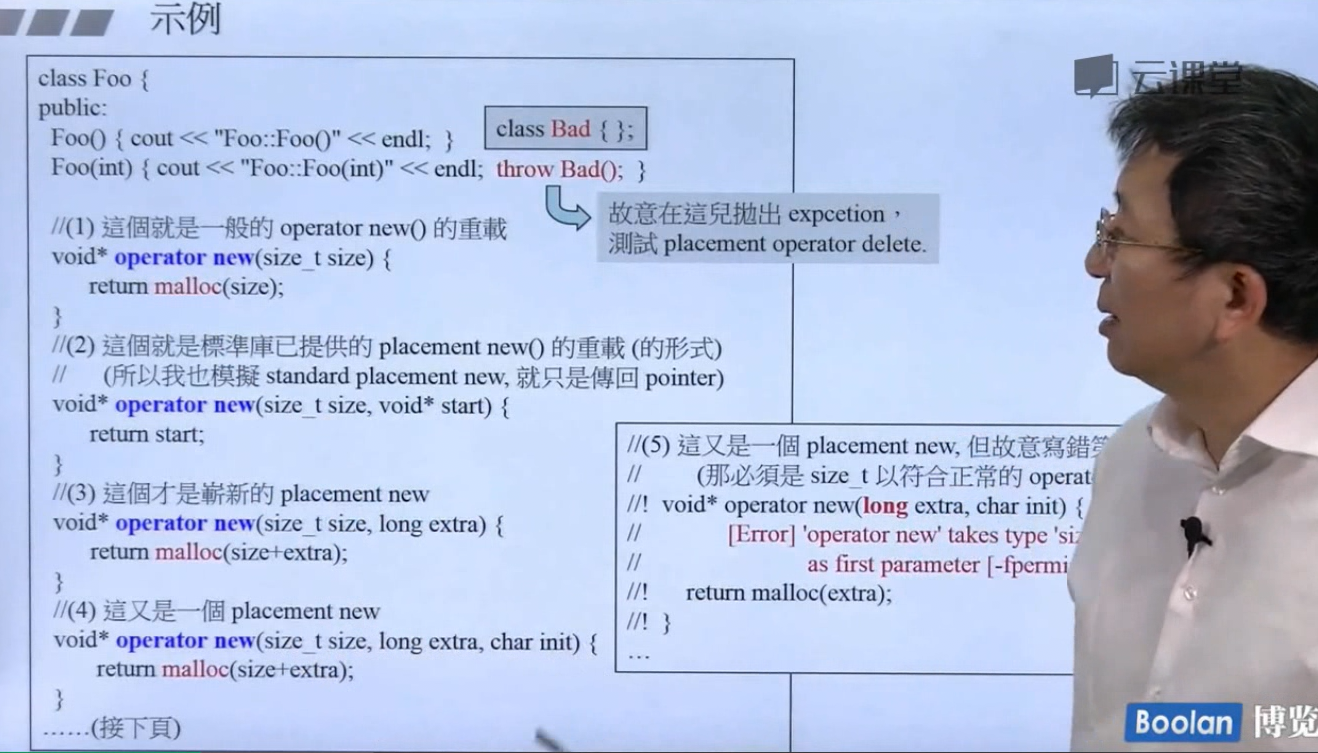 示例
云课堂
class Foo {
public:
Foo() { cout << "Foo::Foo()" << endl; }
class Bad { };
Foo(int) { cout << "Foo::Foo(int)" << endl; throw Bad(); }
故意在這兒拋出 expcetion，
測試 placement operator delete.
//(1) 這個就是一般的 operator new() 的重載
void* operator new(size_t size) {
return malloc(size);
}
//(2) 這個就是標準庫已提供的 placement new() 的重載 (的形式)
// (所以我也模擬 standard placement new, 就只是傳回 pointer)
void* operator new(size_t size, void* start) {
return start;
}
//(3) 這個才是嶄新的 placement new
void* operator new(size_t size, long extra) {
return malloc(size+extra);
}
//(4) 這又是一個 placement new
void* operator new(size_t size, long extra, char init) {
return malloc(size+extra);
}
……(接下頁)
//(5) 這又是一個 placement new, 但故意寫錯
// (那必須是 size_t 以符合正常的 operat
//! void* operator new(long extra, char init) {
// [Error] 'operator new' takes type 'siz
// as first parameter [-fpermi
//! return malloc(extra);
//! }
…
Boolan 博览